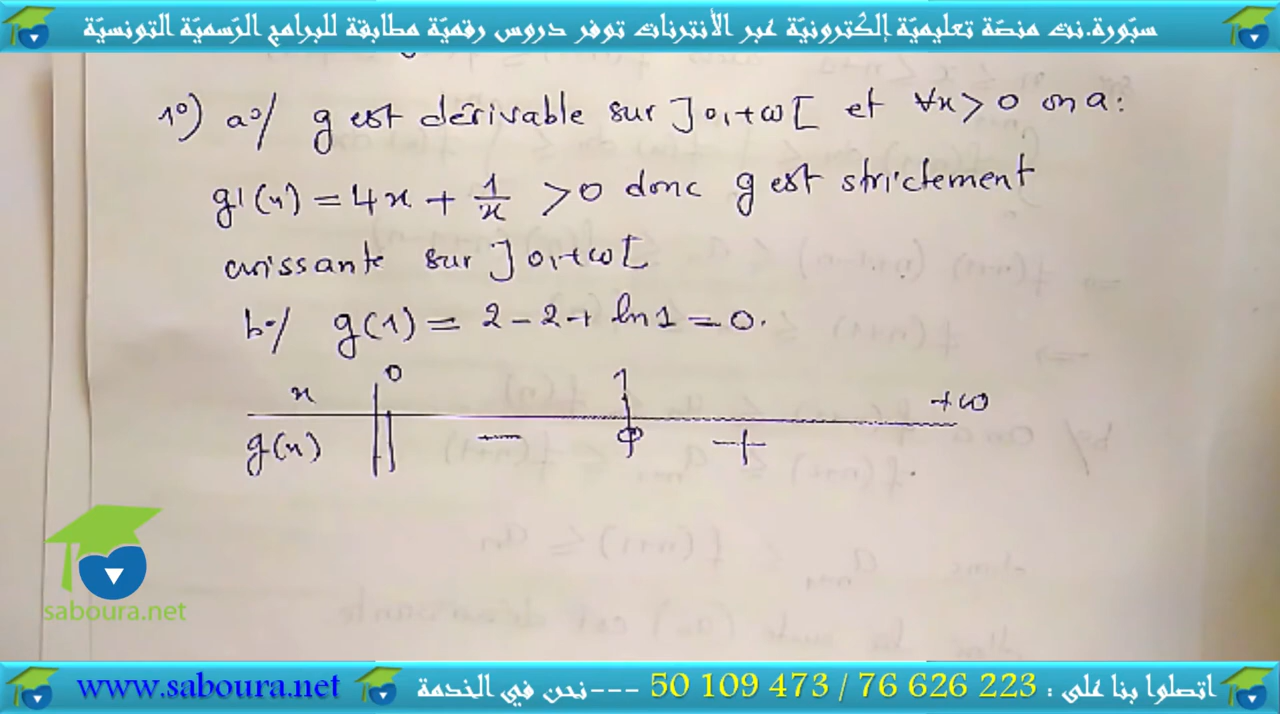 سبّورة.نت منصّة تعليميّة إلكترونيّة عبر الأنترنات توفر دروس رقميّة مطابقة للبرامج الرّسميّة التونسيّة
1°) a°/ g est dérivable sur ]0,+∞[ et ∀x>0 on a:
g'(x) = 4x + 1/x >0 donc g est strictement
croissante sur ]0,+∞[
b°/ g(1) = 2-2+ ln1 = 0.
x 0 1 +∞
g(x) || - 0 +
saboura.net
www.saboura.net اتصلوا بنا على : 223 626 76 / 473 109 50 ---نحن في الخدمة